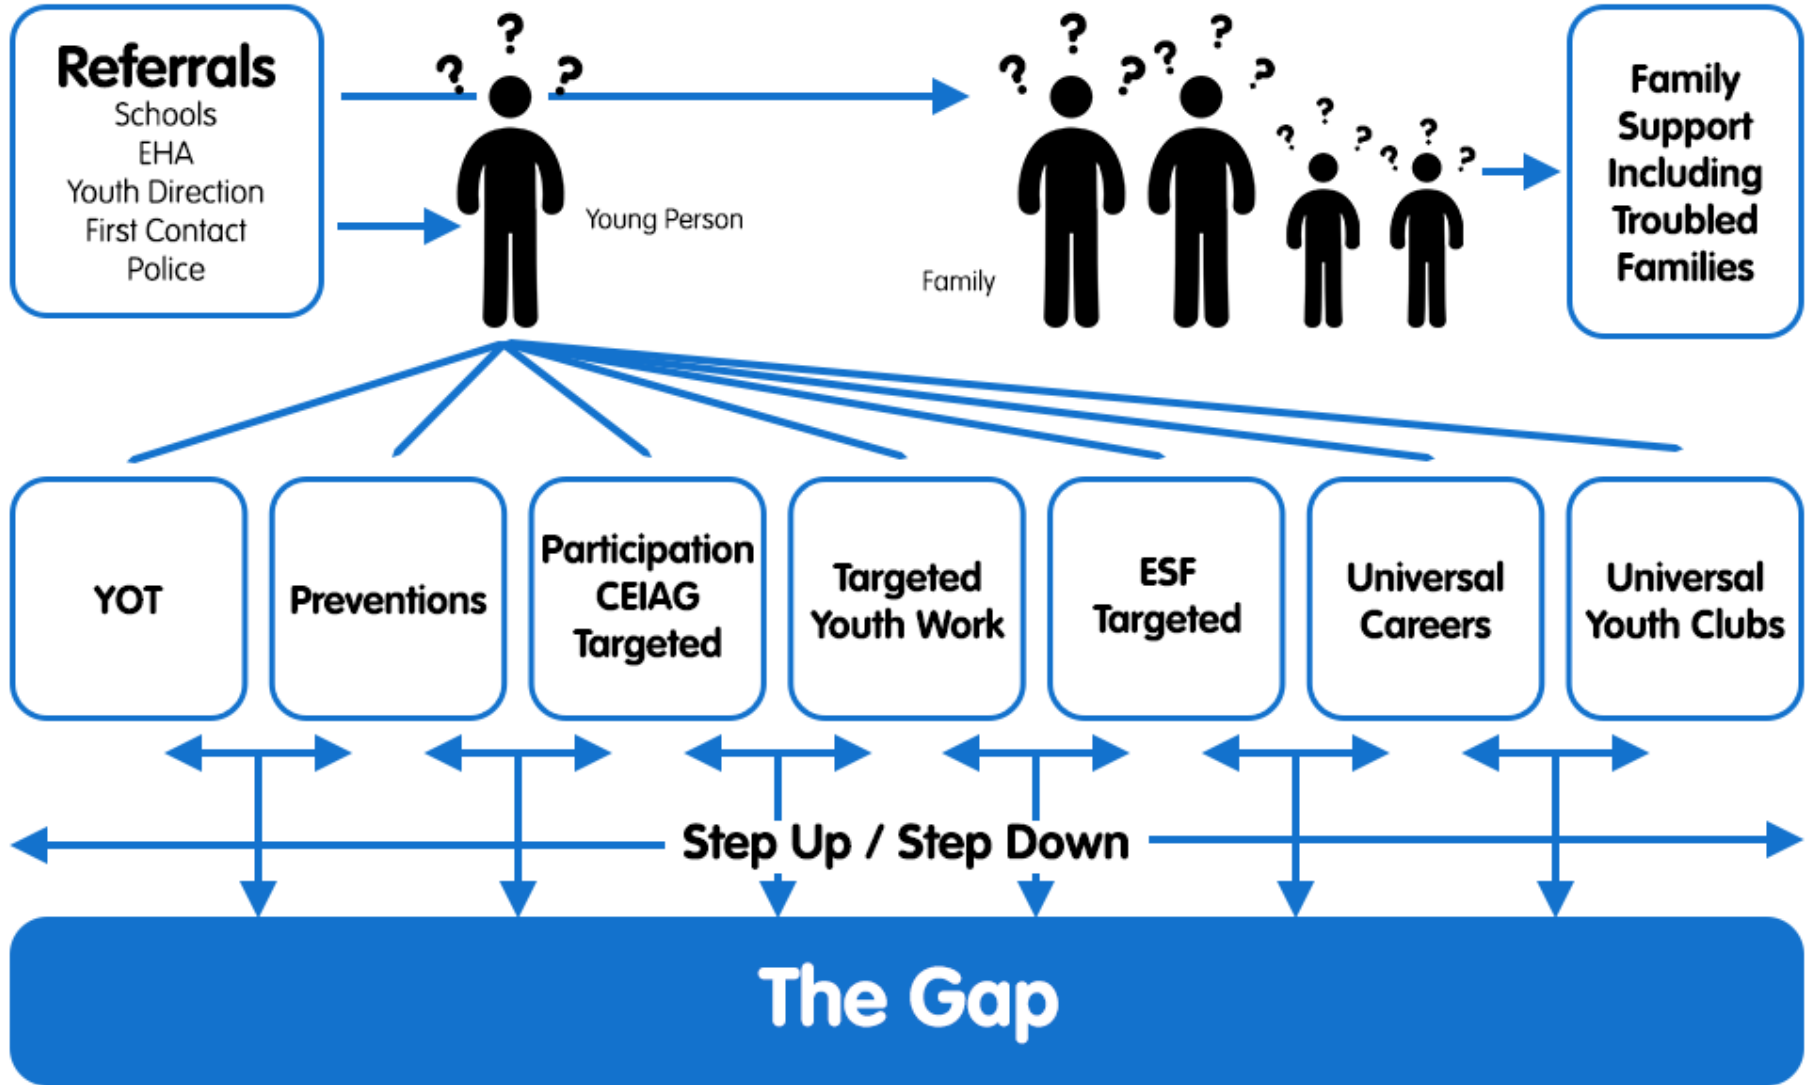 Referrals
Schools
EHA
Youth Direction
First Contact
Police
? ? ?
Young Person
? ? ? ? ? ?
? ? ? ? ? ?
Family
Family
Support
Including
Troubled
Families
YOT
Preventions
Participation
CEIAG
Targeted
Targeted
Youth Work
ESF
Targeted
Universal
Careers
Universal
Youth Clubs
Step Up / Step Down
The Gap